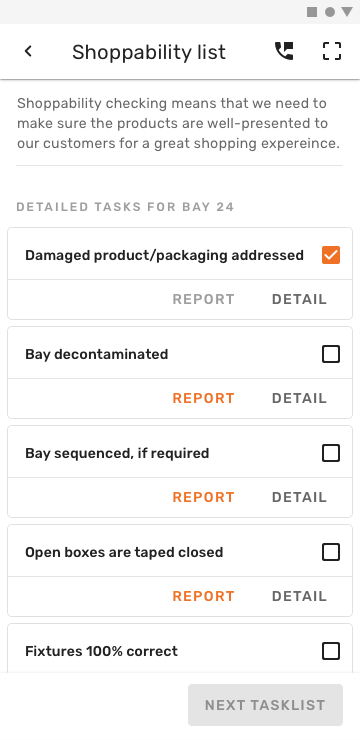 Shoppability list
Shoppability checking means that we need to
make sure the products are well-presented to
our customers for a great shopping expereince.
DETAILED TASKS FOR BAY 24
Damaged product/packaging addressed
REPORT DETAIL
Bay decontaminated
REPORT DETAIL
Bay sequenced, if required
REPORT DETAIL
Open boxes are taped closed
REPORT DETAIL
Fixtures 100% correct
NEXT TASKLIST